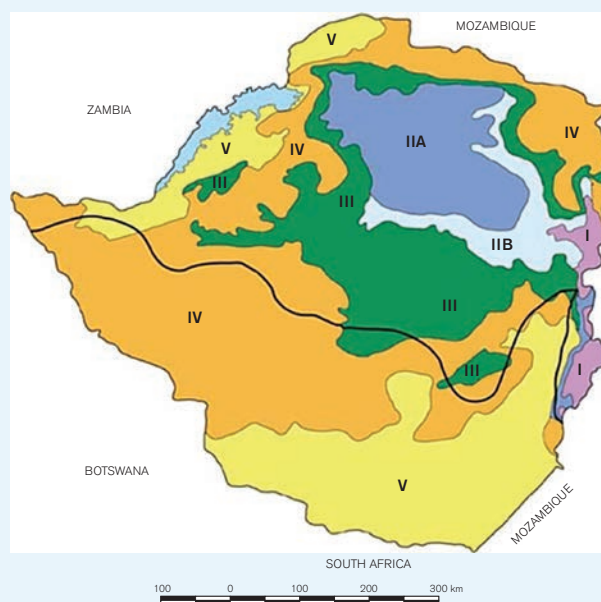 MOZAMBIQUE
V
ZAMBIA
IIA
IV
IV
V
III
III
I
IIB
III
IV
III
I
V
BOTSWANA
MOZAMBIQUE
SOUTH AFRICA
100 0 100 200 300 km